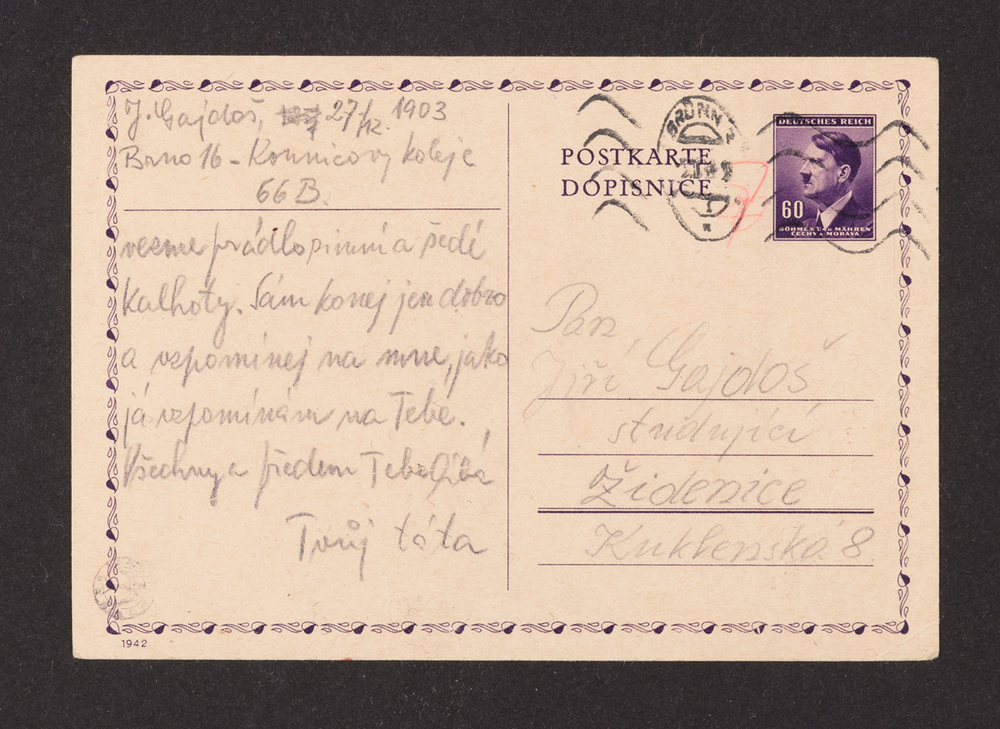 J. Gajdoš, 27/12. 1903
Brno 16 - Kounicovy koleje
66 B.
vezme prádlo zimní a šedé
kalhoty. Sám konej jen dobro
a vzpomínej na mne, jako
já vzpomínám na Tebe.
Všechny a předem Tebe líbá
Tvůj táta
1942
POSTKARTE
DOPISNICE
BRÜNN 2
DEUTSCHES REICH
60
BÖHMEN UND MÄHREN
ČECHY A MORAVA
Pan
Jiří Gajdoš
studující
Židenice
Kuklenská 8